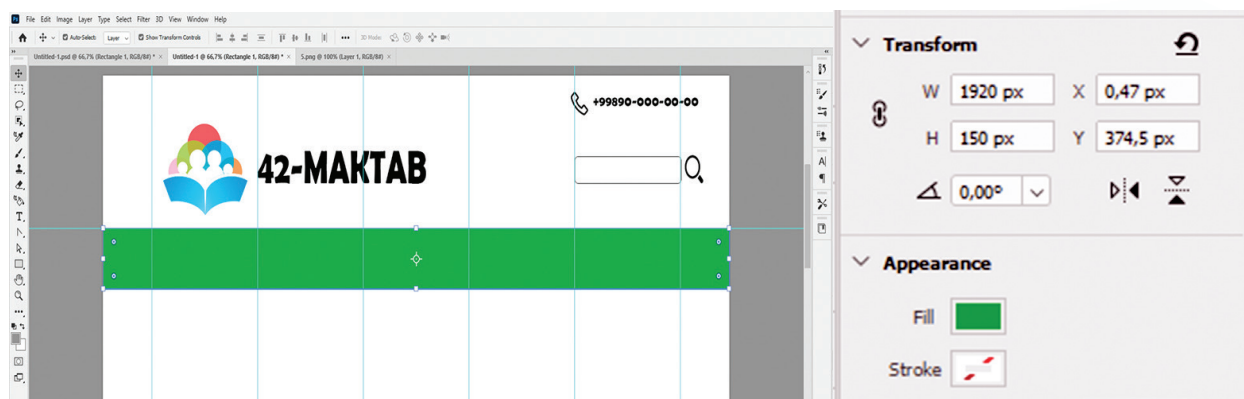 Ps File Edit Image Layer Type Select Filter 3D View Window Help
Auto-Select: Layer Show Transform Controls ••• 3D Mode:
Untitled-1.psd @ 66,7% (Rectangle 1, RGB/8#) * × Untitled-1 @ 66,7% (Rectangle 1, RGB/8#) * × S.png @ 100% (Layer 1, RGB/8#) ×
+99890-000-00-00
42-MAKTAB
Transform
W 1920 px X 0,47 px
H 150 px Y 374,5 px
0,00°
Appearance
Fill
Stroke